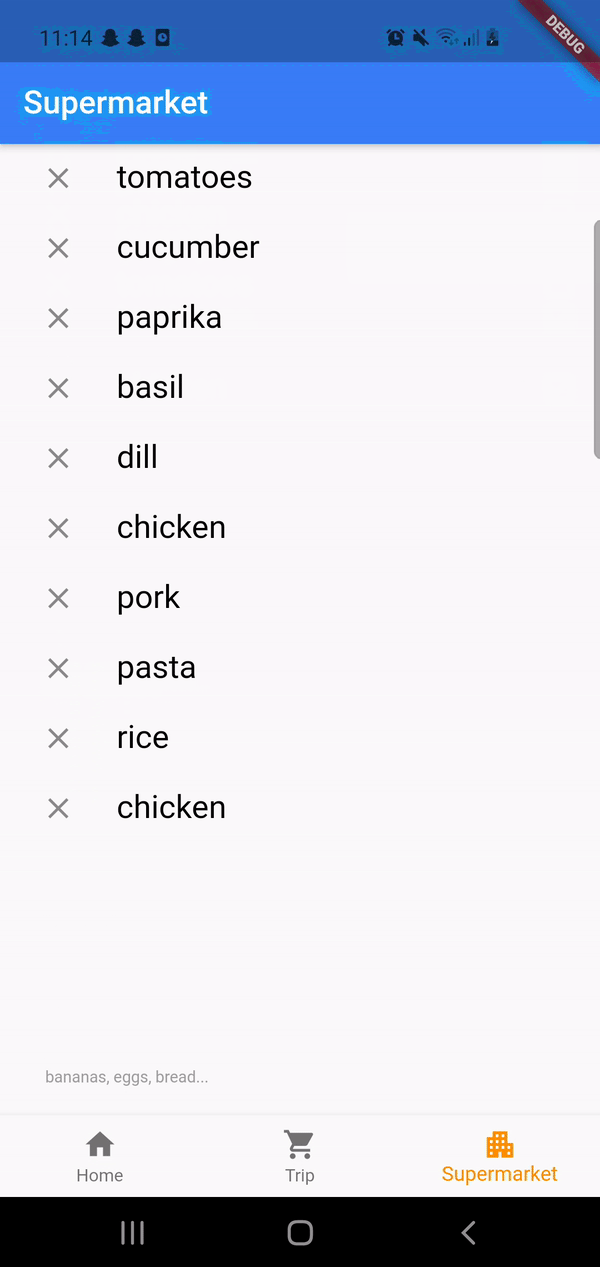 11:14
DEBUG
Supermarket
tomatoes
cucumber
paprika
basil
dill
chicken
pork
pasta
rice
chicken
bananas, eggs, bread...
Home
Trip
Supermarket